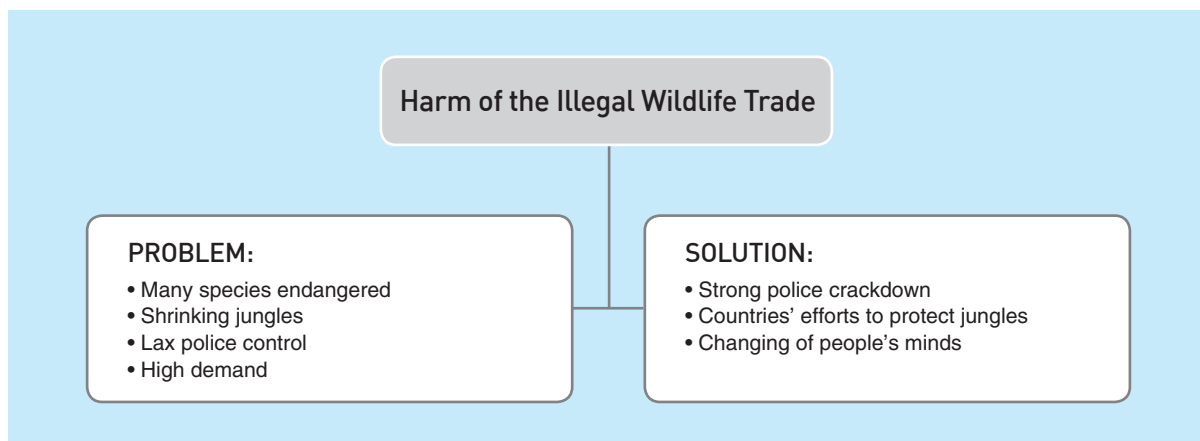 Harm of the Illegal Wildlife Trade
PROBLEM:
• Many species endangered
• Shrinking jungles
• Lax police control
• High demand
SOLUTION:
• Strong police crackdown
• Countries’ efforts to protect jungles
• Changing of people’s minds